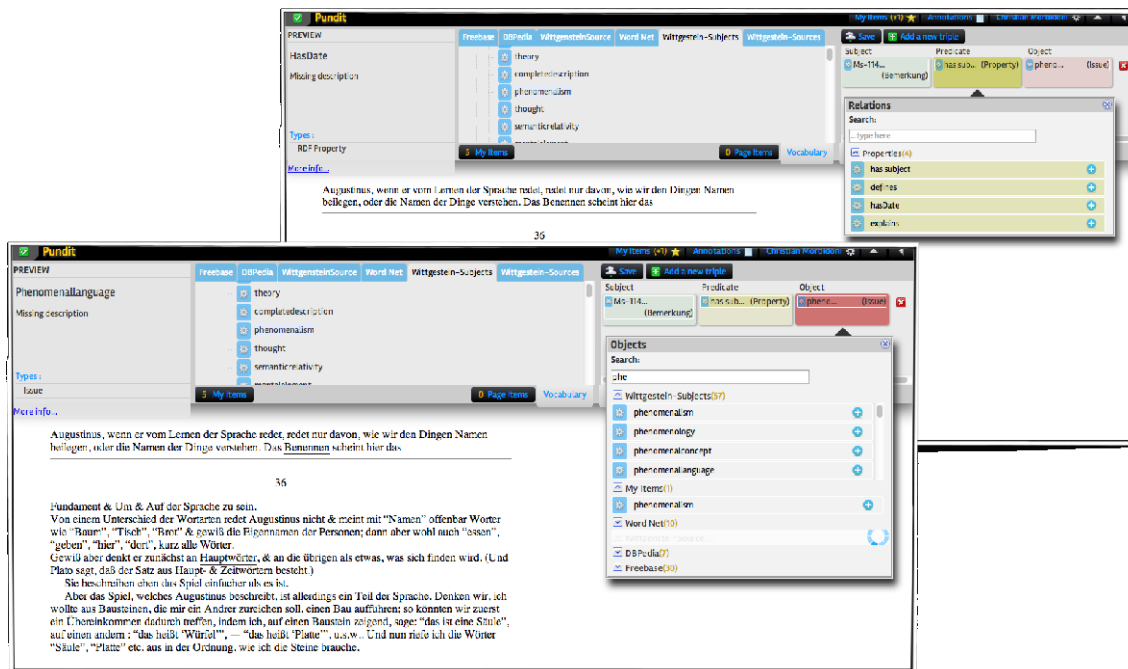 Pundit
My Items (+1) Annotations Christian Morbidoni
PREVIEW
HasDate
Missing description
Types:
RDF Property
More info...
Freebase DBPedia WittgensteinSource Word Net Wittgestein-Subjects Wittgestein-Sources
theory
completedescription
phenomenalism
thought
semanticrelativity
5 My Items
0 Page Items Vocabulary
Save Add a new triple
Subject Predicate Object
Ms-114... has sub... (Property) pheno... (Issue)
(Bemerkung)
Relations
Search:
...type here
Properties(4)
has subject
defines
hasDate
explains
Augustinus, wenn er vom Lernen der Sprache redet, redet nur davon, wie wir den Dingen Namen
beilegen, oder die Namen der Dinge verstehen. Das Benennen scheint hier das
36
Pundit
My Items (+1) Annotations Christian Morbidoni
PREVIEW
Phenomenallanguage
Missing description
Types:
Issue
More info...
Freebase DBPedia WittgensteinSource Word Net Wittgestein-Subjects Wittgestein-Sources
theory
completedescription
phenomenalism
thought
semanticrelativity
mentalelement
5 My Items
0 Page Items Vocabulary
Save Add a new triple
Subject Predicate Object
Ms-114... has sub... (Property) pheno... (Issue)
(Bemerkung)
Objects
Search:
phe
Wittgestein-Subjects(57)
phenomenalism
phenomenology
phenomenalconcept
phenomenallanguage
My Items(1)
phenomenalism
Word Net(10)
DBPedia(7)
Freebase(30)
Augustinus, wenn er vom Lernen der Sprache redet, redet nur davon, wie wir den Dingen Namen
beilegen, oder die Namen der Dinge verstehen. Das Benennen scheint hier das
36
Fundament & Um & Auf der Sprache zu sein.
Von einem Unterschied der Wortarten redet Augustinus nicht & meint mit “Namen” offenbar Wörter
wie “Baum”, “Tisch”, “Brot” & gewiß die Eigennamen der Personen; dann aber wohl auch “essen”,
“geben”, “hier”, “dort”, kurz alle Wörter.
Gewiß aber denkt er zunächst an Hauptwörter, & an die übrigen als etwas, was sich finden wird. (Und
Plato sagt, daß der Satz aus Haupt- & Zeitwörtern besteht.)
Sie beschreiben eben das Spiel einfacher als es ist.
Aber das Spiel, welches Augustinus beschreibt, ist allerdings ein Teil der Sprache. Denken wir, ich
wollte aus Bausteinen, die mir ein Andrer zureichen soll, einen Bau aufführen; so könnten wir zuerst
ein Übereinkommen dadurch treffen, indem ich, auf einen Baustein zeigend, sage: “das ist eine Säule”,
auf einen andern : “das heißt ‘Würfel’”, — “das heißt ‘Platte’”, u.s.w.. Und nun riefe ich die Wörter
“Säule”, “Platte” etc. aus in der Ordnung, wie ich die Steine brauche.